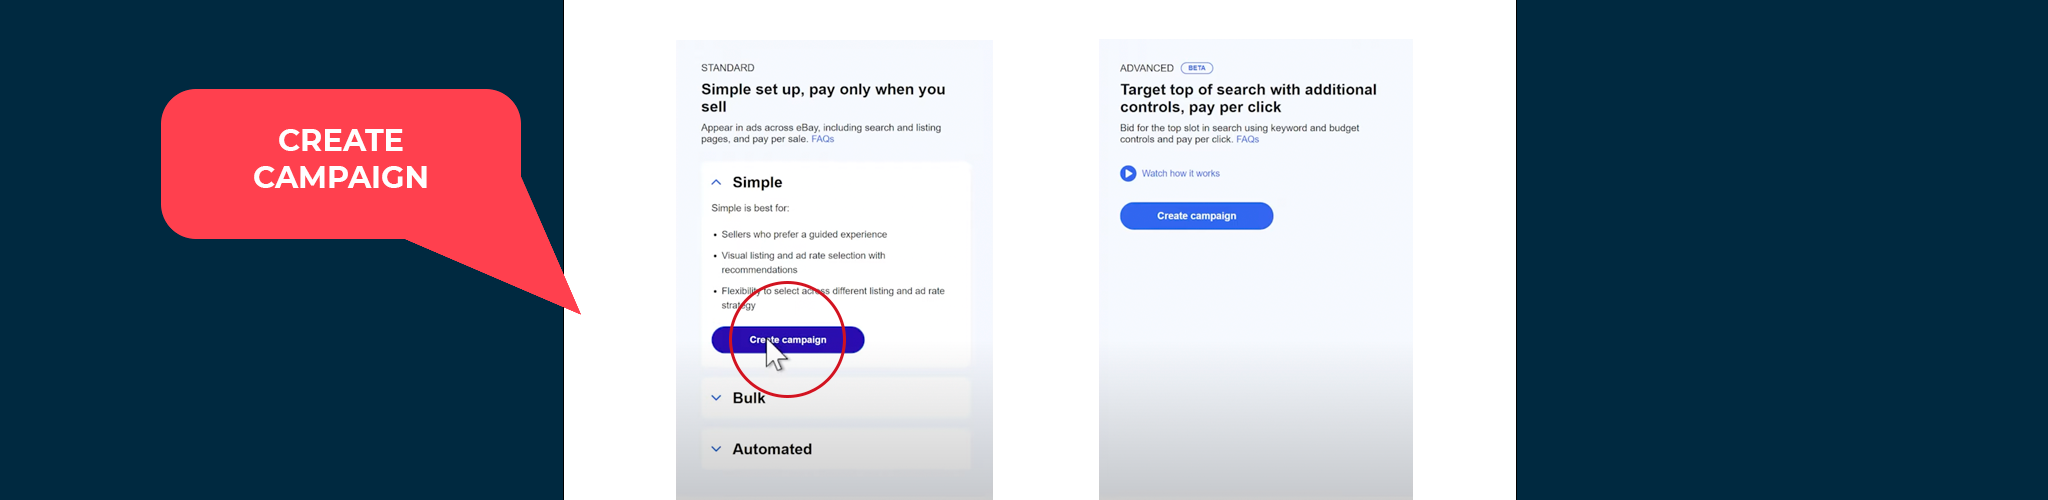 CREATE
CAMPAIGN
STANDARD
Simple set up, pay only when you
sell
Appear in ads across eBay, including search and listing
pages, and pay per sale. FAQs
Simple
Simple is best for:
• Sellers who prefer a guided experience
• Visual listing and ad rate selection with
recommendations
• Flexibility to select across different listing and ad rate
strategy
Create campaign
Bulk
Automated
ADVANCED BETA
Target top of search with additional
controls, pay per click
Bid for the top slot in search using keyword and budget
controls and pay per click. FAQs
Watch how it works
Create campaign